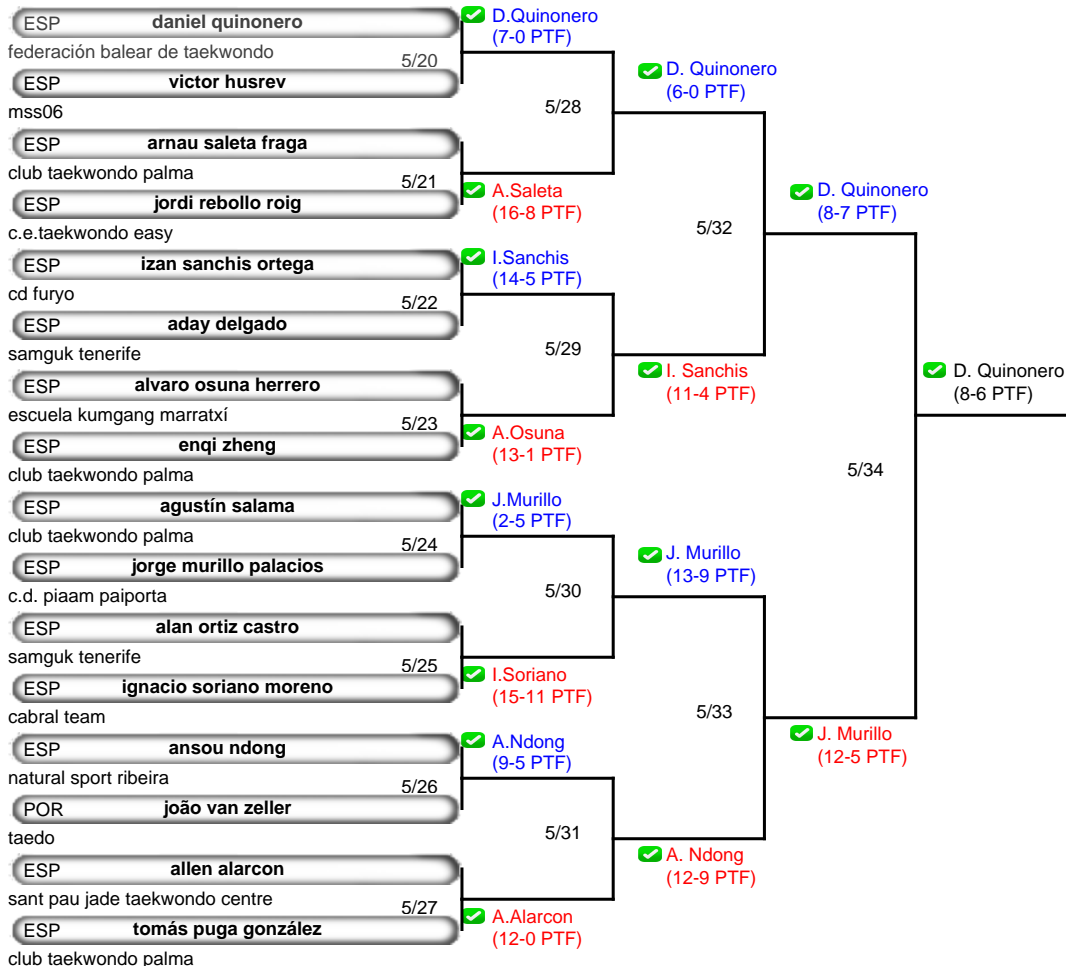 ESP daniel quinonero
federación balear de taekwondo
5/20
ESP victor husrev
mss06
ESP arnau saleta fraga
club taekwondo palma
5/21
ESP jordi rebollo roig
c.e.taekwondo easy
ESP izan sanchis ortega
cd furyo
5/22
ESP aday delgado
samguk tenerife
ESP alvaro osuna herrero
escuela kumgang marratxí
5/23
ESP enqi zheng
club taekwondo palma
ESP agustín salama
club taekwondo palma
5/24
ESP jorge murillo palacios
c.d. piaam paiporta
ESP alan ortiz castro
samguk tenerife
5/25
ESP ignacio soriano moreno
cabral team
ESP ansou ndong
natural sport ribeira
5/26
POR joão van zeller
taedo
ESP allen alarcon
sant pau jade taekwondo centre
5/27
ESP tomás puga gonzález
club taekwondo palma
D.Quinonero
(7-0 PTF)
5/28
A.Saleta
(16-8 PTF)
I.Sanchis
(14-5 PTF)
5/29
A.Osuna
(13-1 PTF)
J.Murillo
(2-5 PTF)
5/30
I.Soriano
(15-11 PTF)
A.Ndong
(9-5 PTF)
5/31
A.Alarcon
(12-0 PTF)
D. Quinonero
(6-0 PTF)
5/32
I. Sanchis
(11-4 PTF)
J. Murillo
(13-9 PTF)
5/33
A. Ndong
(12-9 PTF)
D. Quinonero
(8-7 PTF)
5/34
J. Murillo
(12-5 PTF)
D. Quinonero
(8-6 PTF)